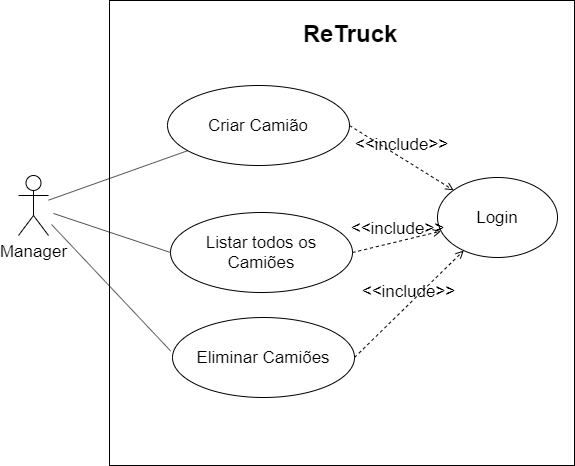 ReTruck
Criar Camião
<<include>>
Manager
Listar todos os
Camiões
<<include>>
Login
<<include>>
Eliminar Camiões